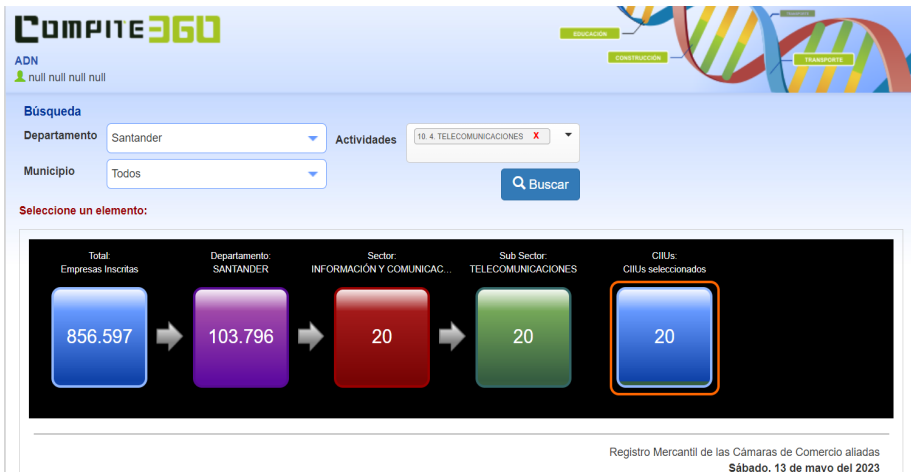 COMPITE360
EDUCACIÓN
CONSTRUCCIÓN
TRANSPORTE
TRANSPORTE
ADN
null null null null
Búsqueda
Departamento Santander Actividades 10. 4. TELECOMUNICACIONES X
Municipio Todos
Buscar
Seleccione un elemento:
Total: Departamento: Sector: Sub Sector: CIIUs:
Empresas Inscritas SANTANDER INFORMACIÓN Y COMUNICAC... TELECOMUNICACIONES CIIUs seleccionados
856.597 103.796 20 20 20
Registro Mercantil de las Cámaras de Comercio aliadas
Sábado, 13 de mayo del 2023